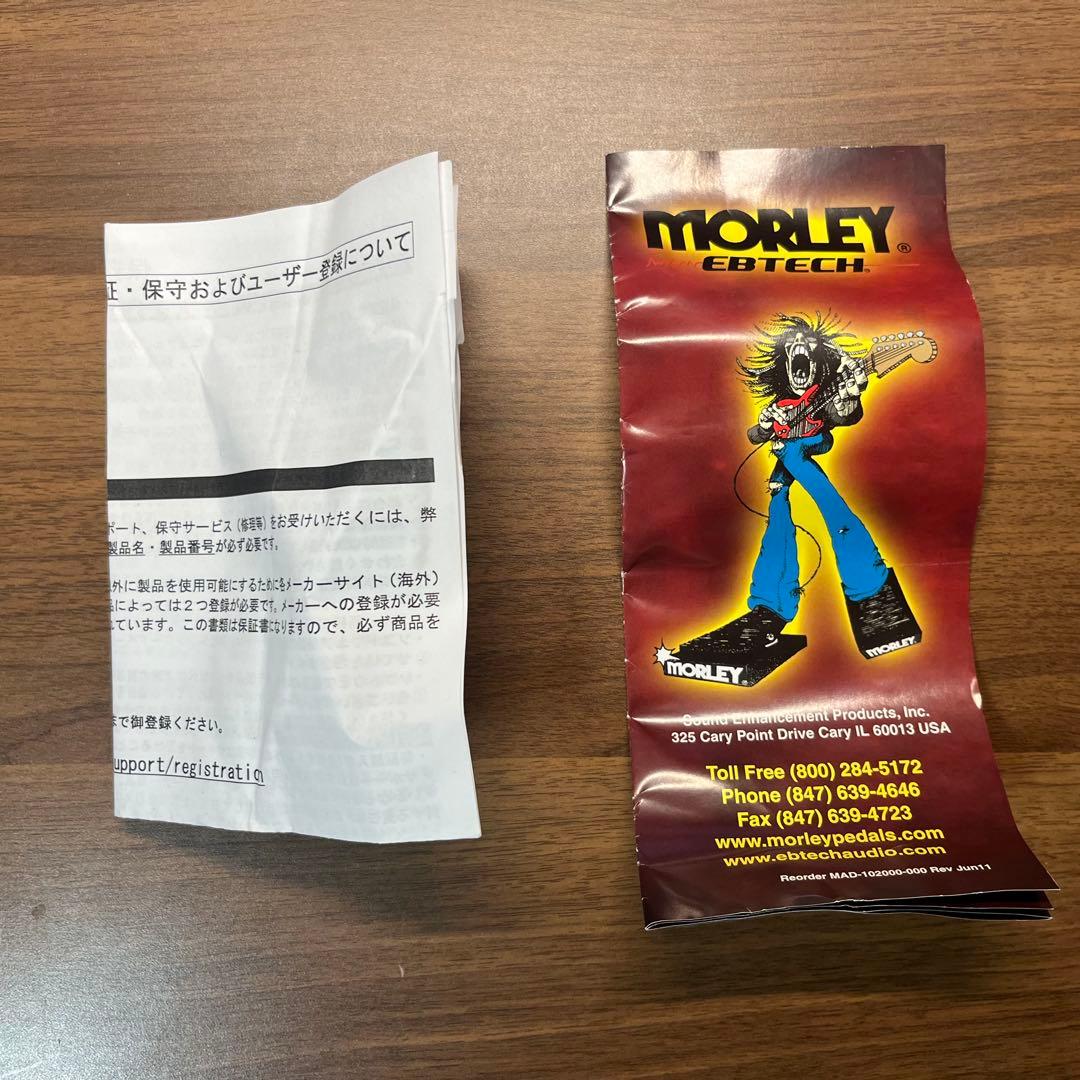 証・保守およびユーザー登録について
ポート、保守サービス(修理等)をお受けいただくには、弊
製品名・製品番号が必ず必要です。
外に製品を使用可能にするために各メーカーサイト(海外)
によっては2つ登録が必要です。メーカーへの登録が必要
れています。この書類は保証書になりますので、必ず商品を
まで御登録ください。
upport/registration
MORLEY®
EBTECH®
MORLEY®
MORLEY
Sound Enhancement Products, Inc.
325 Cary Point Drive Cary IL 60013 USA
Toll Free (800) 284-5172
Phone (847) 639-4646
Fax (847) 639-4723
www.morleypedals.com
www.ebtechaudio.com
Reorder MAD-102000-000 Rev Jun11